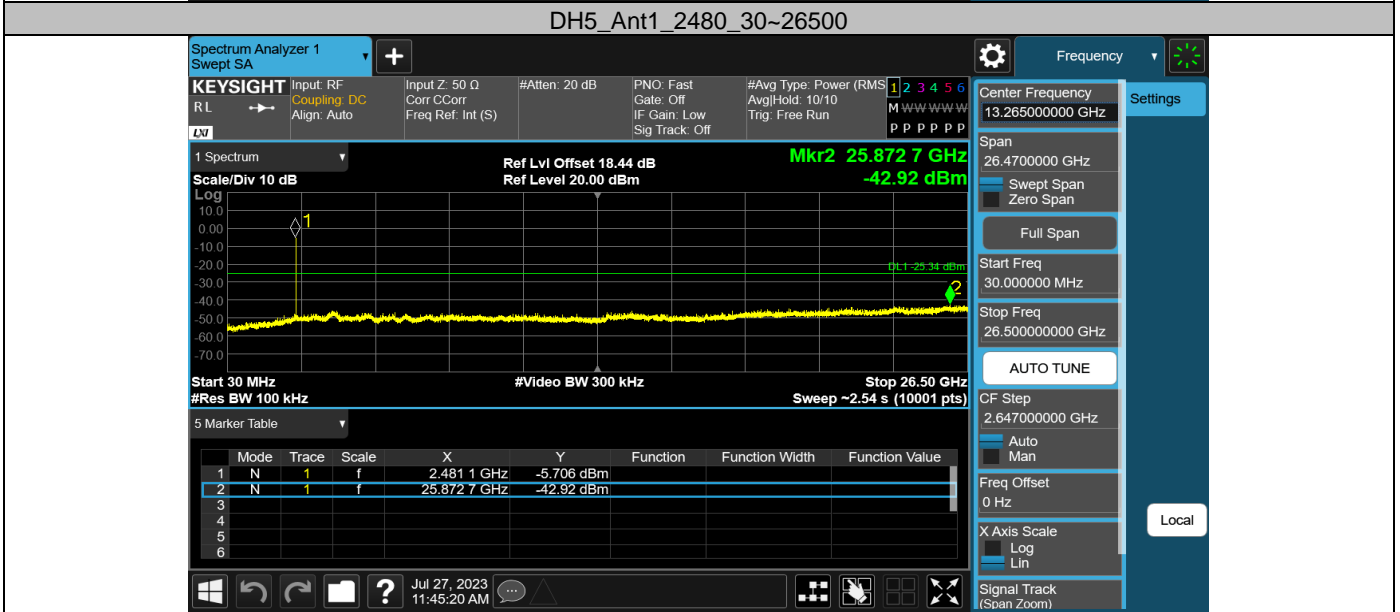 DH5_Ant1_2480_30~26500
Spectrum Analyzer 1
Swept SA
Frequency
KEYSIGHT
RL
LXI
Input: RF
Coupling: DC
Align: Auto
Input Z: 50 Ω
Corr CCorr
Freq Ref: Int (S)
#Atten: 20 dB
PNO: Fast
Gate: Off
IF Gain: Low
Sig Track: Off
#Avg Type: Power (RMS
Avg|Hold: 10/10
Trig: Free Run
1 2 3 4 5 6
M W W W W W
P P P P P P
1 Spectrum
Scale/Div 10 dB
Ref Lvl Offset 18.44 dB
Ref Level 20.00 dBm
Mkr2 25.872 7 GHz
-42.92 dBm
Log
10.0
0.00
-10.0
-20.0
-30.0
-40.0
-50.0
-60.0
-70.0
1
DL1 -25.34 dBm
2
Start 30 MHz
#Res BW 100 kHz
#Video BW 300 kHz
Stop 26.50 GHz
Sweep ~2.54 s (10001 pts)
5 Marker Table
Mode Trace Scale X Y Function Function Width Function Value
1 N 1 f 2.481 1 GHz -5.706 dBm
2 N 1 f 25.872 7 GHz -42.92 dBm
3
4
5
6
?
Jul 27, 2023
11:45:20 AM
Center Frequency
13.265000000 GHz
Span
26.4700000 GHz
Swept Span
Zero Span
Full Span
Start Freq
30.000000 MHz
Stop Freq
26.500000000 GHz
AUTO TUNE
CF Step
2.647000000 GHz
Auto
Man
Freq Offset
0 Hz
X Axis Scale
Log
Lin
Signal Track
(Span Zoom)
Settings
Local